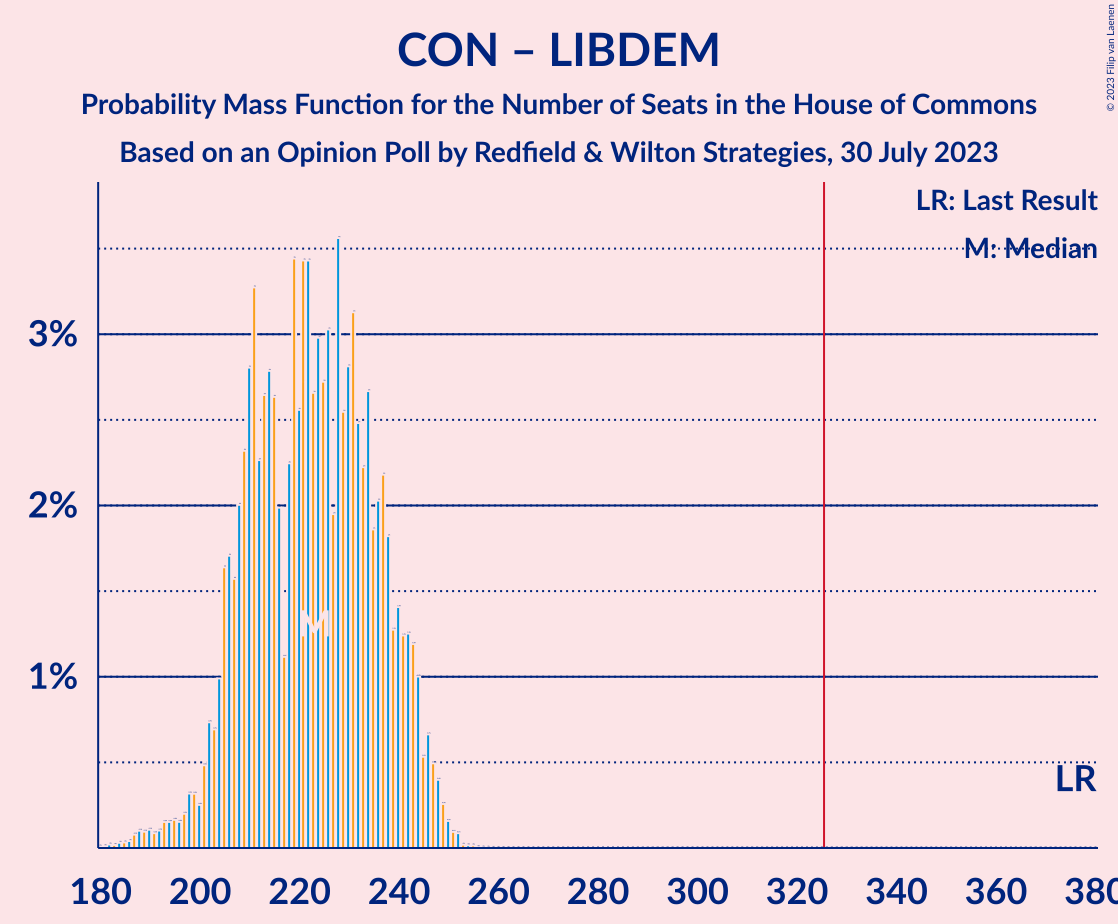 CON – LIBDEM
Probability Mass Function for the Number of Seats in the House of Commons
Based on an Opinion Poll by Redfield & Wilton Strategies, 30 July 2023
© 2023 Filip van Laenen
LR: Last Result
M: Median
3%
2%
1%
M
LR
180 200 220 240 260 280 300 320 340 360 380